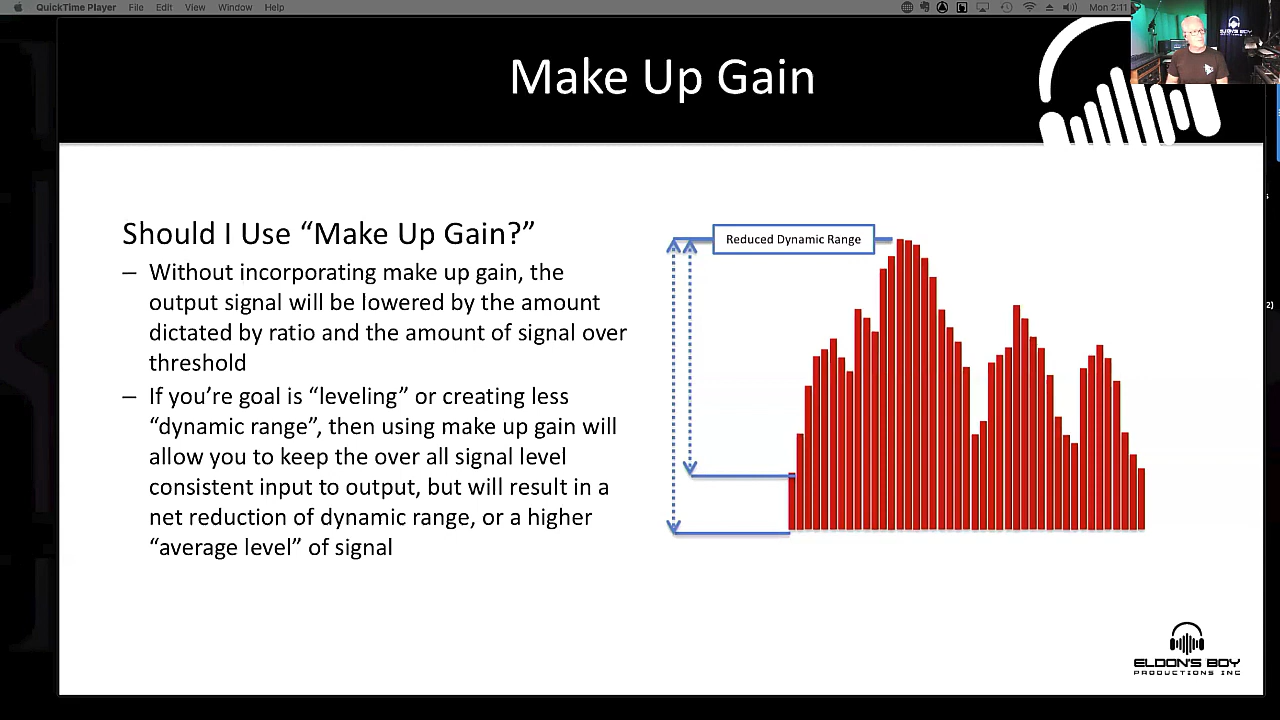 QuickTime Player File Edit View Window Help Mon 2:11
Make Up Gain
Should I Use “Make Up Gain?”
– Without incorporating make up gain, the
output signal will be lowered by the amount
dictated by ratio and the amount of signal over
threshold
– If you’re goal is “leveling” or creating less
“dynamic range”, then using make up gain will
allow you to keep the over all signal level
consistent input to output, but will result in a
net reduction of dynamic range, or a higher
“average level” of signal
Reduced Dynamic Range
ELDON'S BOY
PRODUCTIONS INC